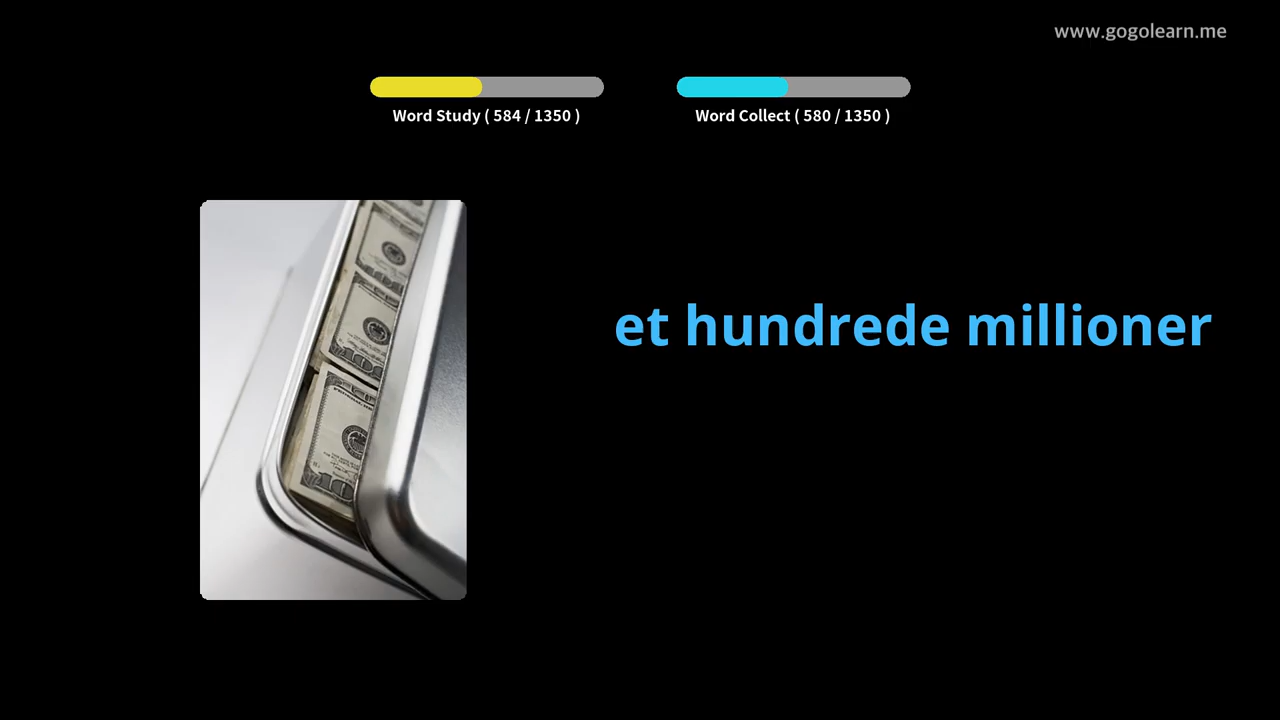 www.gogolearn.me
Word Study ( 584 / 1350 )
Word Collect ( 580 / 1350 )
et hundrede millioner